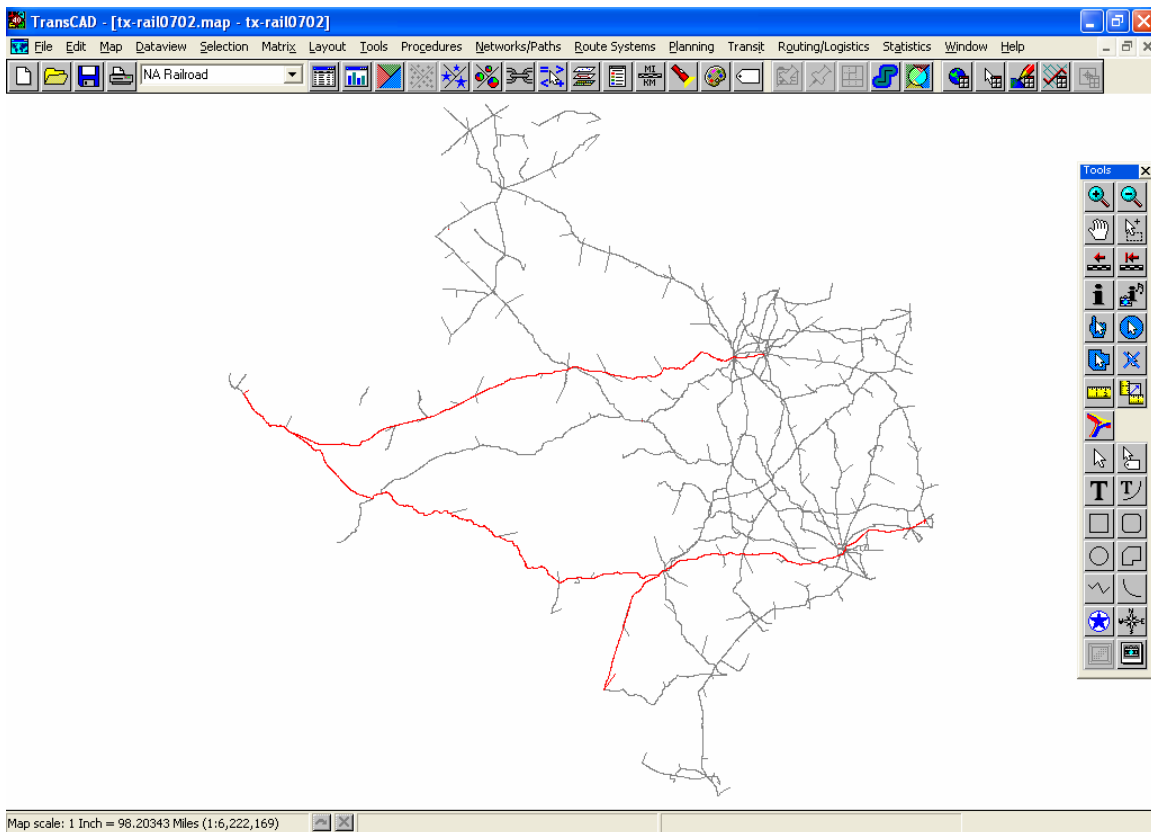 TransCAD - [tx-rail0702.map - tx-rail0702]
File Edit Map Dataview Selection Matrix Layout Tools Procedures Networks/Paths Route Systems Planning Transit Routing/Logistics Statistics Window Help
NA Railroad
MI
KM
Tools
T T
Map scale: 1 Inch = 98.20343 Miles (1:6,222,169)